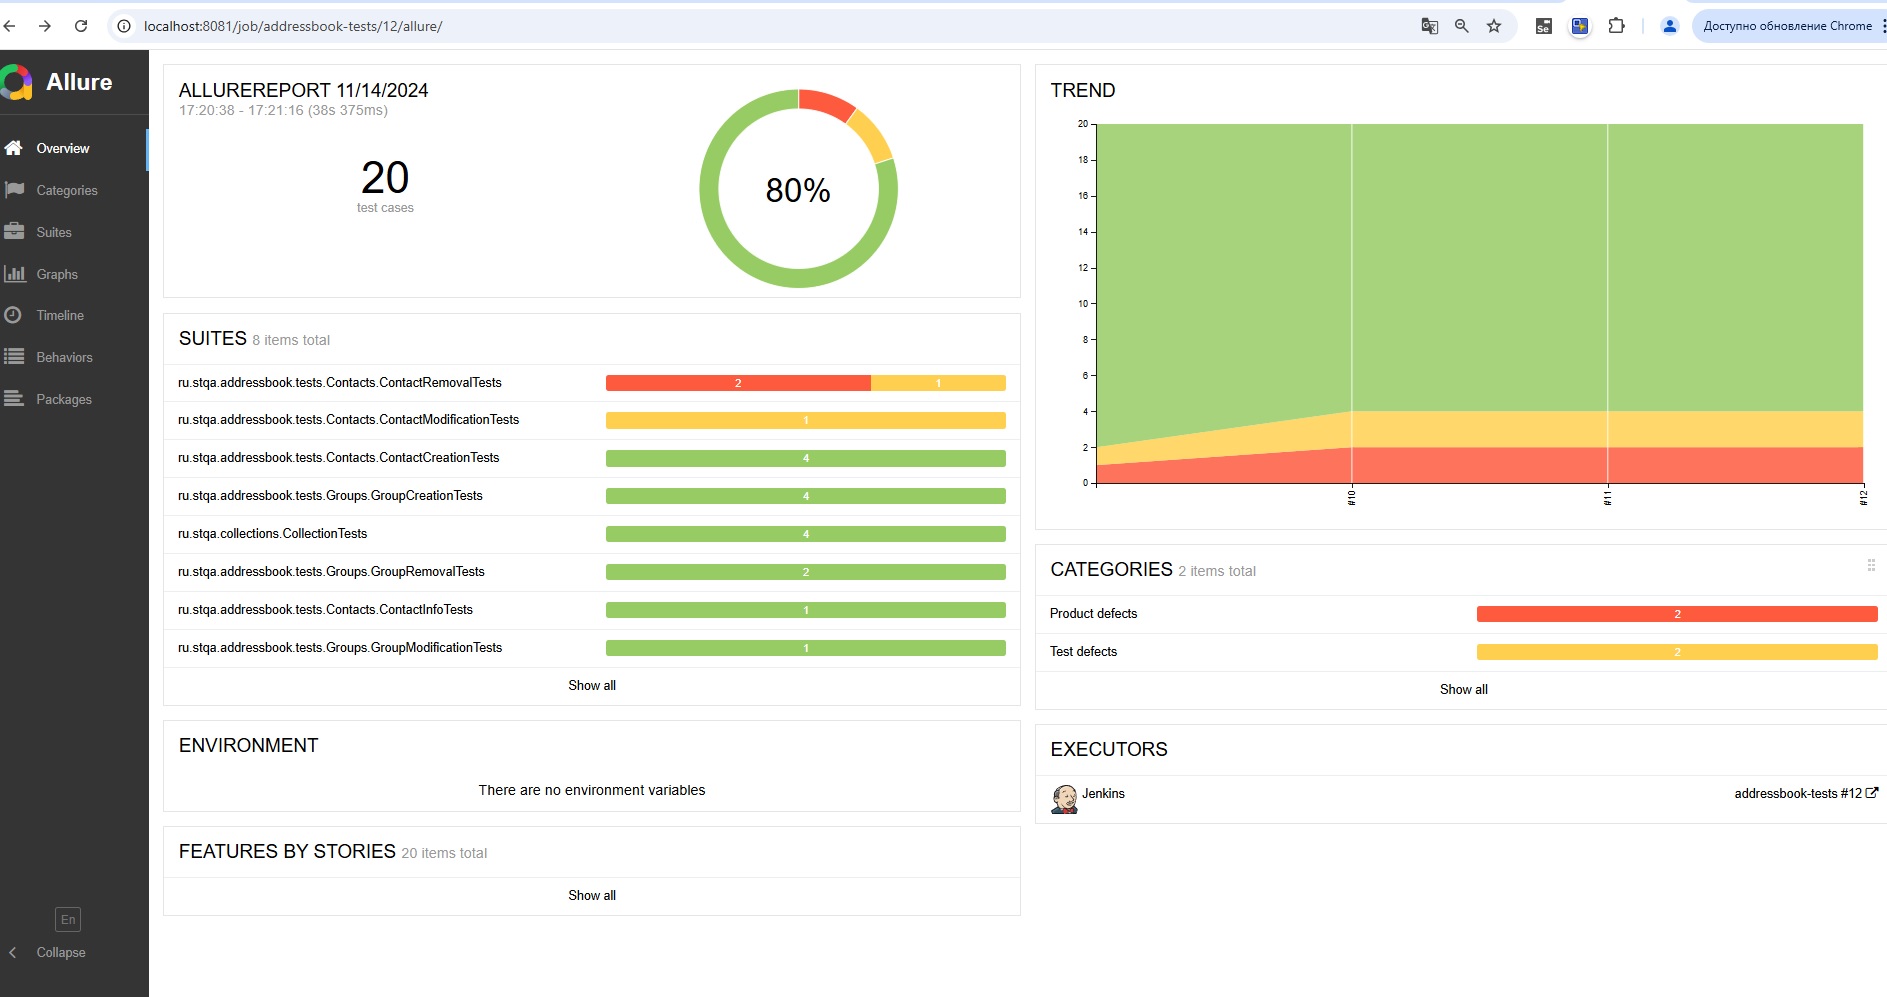 localhost:8081/job/addressbook-tests/12/allure/
Se
Доступно обновление Chrome
Allure
Overview
Categories
Suites
Graphs
Timeline
Behaviors
Packages
En
Collapse
ALLUREREPORT 11/14/2024
17:20:38 - 17:21:16 (38s 375ms)
20
test cases
80%
SUITES 8 items total
ru.stqa.addressbook.tests.Contacts.ContactRemovalTests 2 1
ru.stqa.addressbook.tests.Contacts.ContactModificationTests 1
ru.stqa.addressbook.tests.Contacts.ContactCreationTests 4
ru.stqa.addressbook.tests.Groups.GroupCreationTests 4
ru.stqa.collections.CollectionTests 4
ru.stqa.addressbook.tests.Groups.GroupRemovalTests 2
ru.stqa.addressbook.tests.Contacts.ContactInfoTests 1
ru.stqa.addressbook.tests.Groups.GroupModificationTests 1
Show all
ENVIRONMENT
There are no environment variables
FEATURES BY STORIES 20 items total
Show all
TREND
20
18
16
14
12
10
8
6
4
2
0
#10 #11 #12
CATEGORIES 2 items total
Product defects 2
Test defects 2
Show all
EXECUTORS
Jenkins addressbook-tests #12